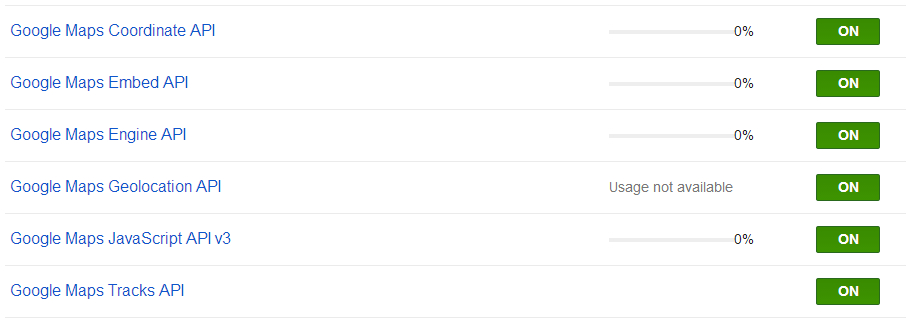 Google Maps Coordinate API 0% ON
Google Maps Embed API 0% ON
Google Maps Engine API 0% ON
Google Maps Geolocation API Usage not available ON
Google Maps JavaScript API v3 0% ON
Google Maps Tracks API ON